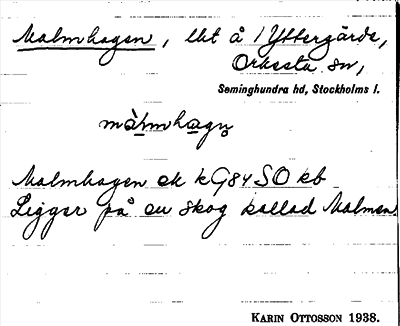 Malmhagen, lht å 1 Yttergärde,
Orkesta sn,
Seminghundra hd, Stockholms l.
Malmhagen ek kG84SO kb
Ligger på en skog kallad Malmen.
KARIN OTTOSSON 1938.